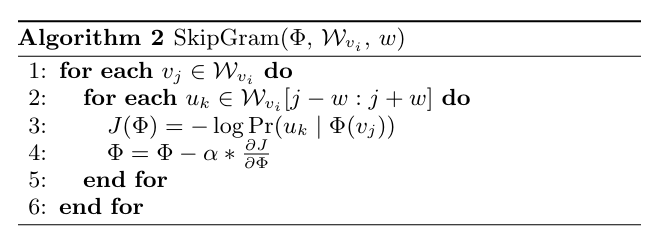 Algorithm 2 SkipGram(Φ, 𝒲_{v_i}, w)
1: for each v_j ∈ 𝒲_{v_i} do
2: for each u_k ∈ 𝒲_{v_i}[j − w : j + w] do
3: J(Φ) = − log Pr(u_k | Φ(v_j))
4: Φ = Φ − α ∗ ∂J/∂Φ
5: end for
6: end for